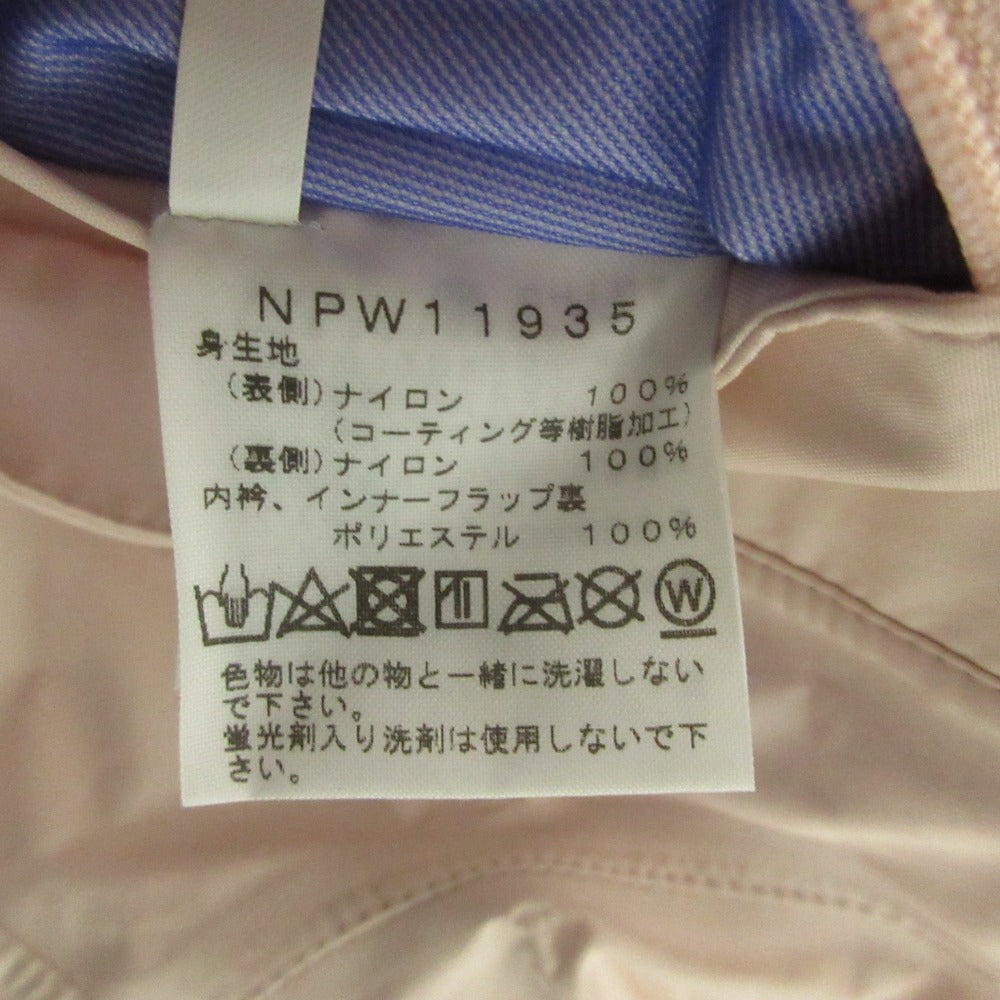 NPW11935
身生地
(表側)ナイロン 100%
(コーティング等樹脂加工)
(裏側)ナイロン 100%
内衿、インナーフラップ裏
ポリエステル 100%
W
色物は他の物と一緒に洗濯しない
で下さい。
蛍光剤入り洗剤は使用しないで下
さい。